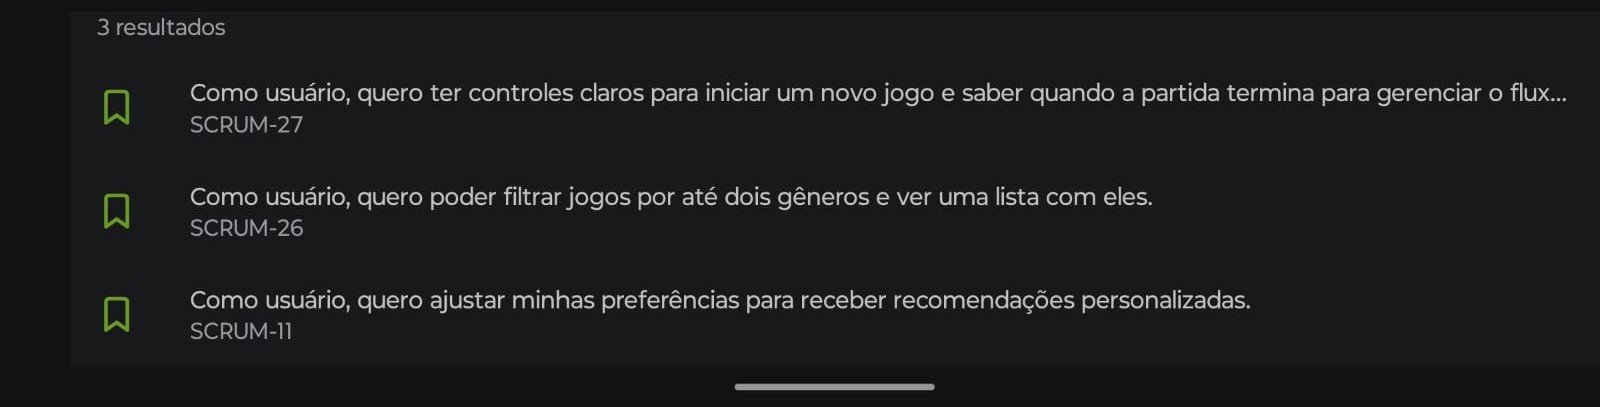 3 resultados
Como usuário, quero ter controles claros para iniciar um novo jogo e saber quando a partida termina para gerenciar o flux...
SCRUM-27
Como usuário, quero poder filtrar jogos por até dois gêneros e ver uma lista com eles.
SCRUM-26
Como usuário, quero ajustar minhas preferências para receber recomendações personalizadas.
SCRUM-11